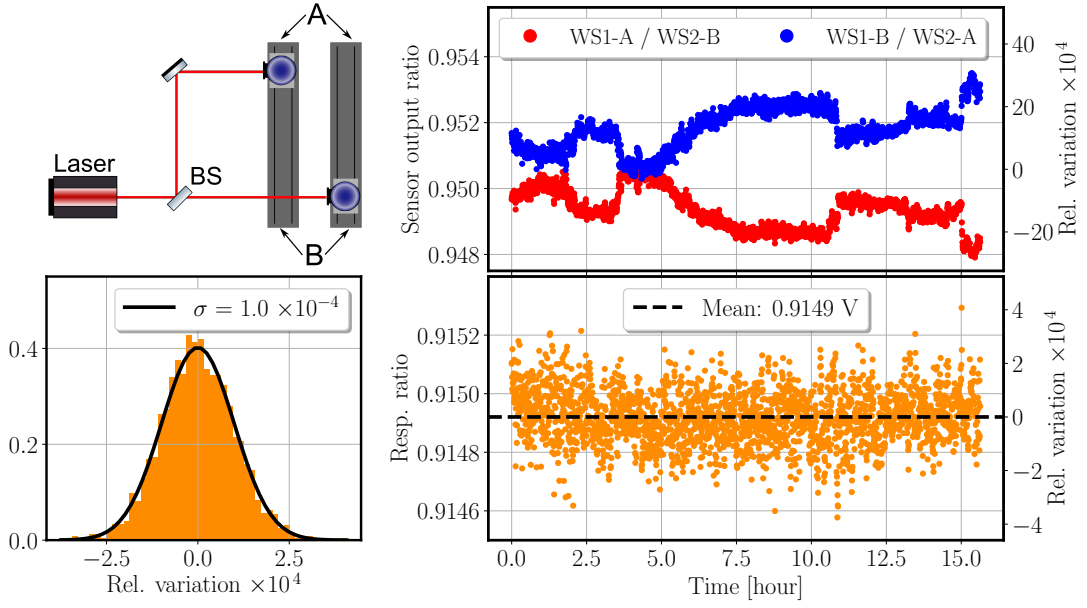 A
Laser
BS
B
WS1-A / WS2-B
WS1-B / WS2-A
Sensor output ratio
0.954
0.952
0.950
0.948
Rel. variation ×10⁴
40
20
0
−20
σ = 1.0 ×10⁻⁴
0.4
0.2
0.0
−2.5 0.0 2.5
Rel. variation ×10⁴
Mean: 0.9149 V
Resp. ratio
0.9152
0.9150
0.9148
0.9146
Rel. variation ×10⁴
4
2
0
−2
−4
0.0 2.5 5.0 7.5 10.0 12.5 15.0
Time [hour]